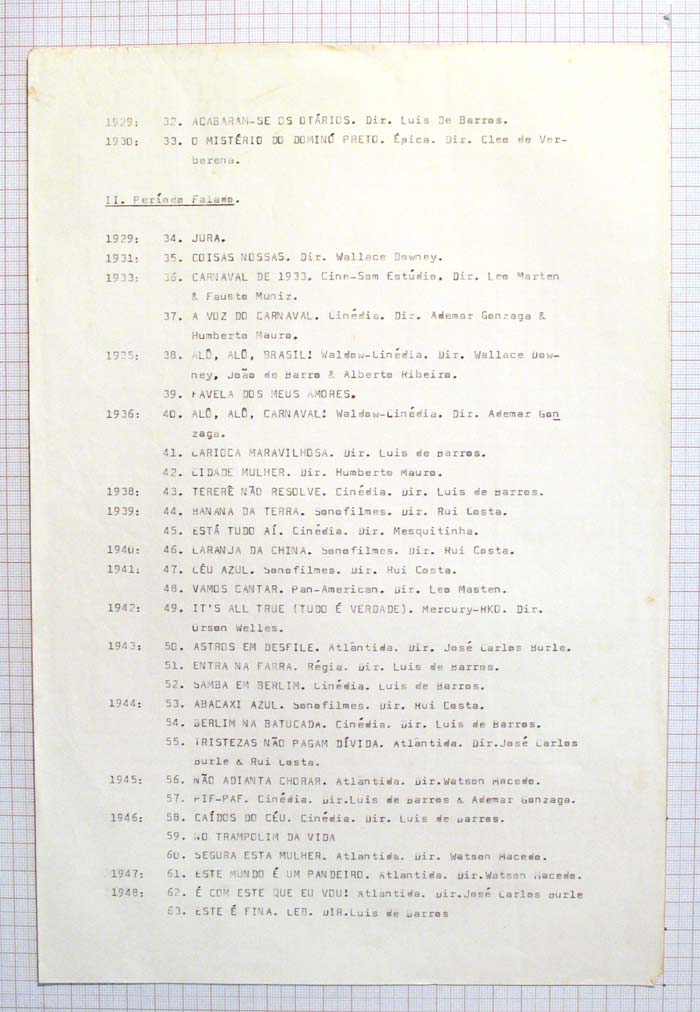 1929: 32. ACABARAM-SE OS OTÁRIOS. Dir. Luis De Barros.
1930: 33. O MISTÉRIO DO DOMINÓ PRETO. Épica. Dir. Cleo de Ver-
berena.
II. Período Falado.
1929: 34. JURA.
1931: 35. COISAS NOSSAS. Dir. Wallace Downey.
1933: 36. CARNAVAL DE 1933. Cine-Som Estúdio. Dir. Leo Marten
& Fausto Muniz.
37. A VOZ DO CARNAVAL. Cinédia. Dir. Ademar Gonzaga &
Humberto Mauro.
1935: 38. ALÔ, ALÔ, BRASIL! Waldow-Cinédia. Dir. Wallace Dow-
ney, João de Barro & Alberto Ribeiro.
39. FAVELA DOS MEUS AMORES.
1936: 40. ALÔ, ALÔ, CARNAVAL! Waldow-Cinédia. Dir. Ademar Gon
zaga.
41. CARIOCA MARAVILHOSA. Dir. Luis de Barros.
42. CIDADE MULHER. Dir. Humberto Mauro.
1938: 43. TERERÊ NÃO RESOLVE. Cinédia. Dir. Luis de Barros.
1939: 44. BANANA DA TERRA. Sonofilmes. Dir. Rui Costa.
45. ESTÁ TUDO AÍ. Cinédia. Dir. Mesquitinha.
1940: 46. LARANJA DA CHINA. Sonofilmes. Dir. Rui Costa.
1941: 47. CÉU AZUL. Sonofilmes. Dir. Rui Costa.
48. VAMOS CANTAR. Pan-American. Dir. Leo Masten.
1942: 49. IT'S ALL TRUE (TUDO É VERDADE). Mercury-RKO. Dir.
Orson Welles.
1943: 50. ASTROS EM DESFILE. Atlântida. Dir. José Carlos Burle.
51. ENTRA NA FARRA. Régia. Dir. Luis de Barros.
52. SAMBA EM BERLIM. Cinédia. Luis de Barros.
1944: 53. ABACAXI AZUL. Sonofilmes. Dir. Rui Costa.
54. BERLIM NA BATUCADA. Cinédia. Dir. Luis de Barros.
55. TRISTEZAS NÃO PAGAM DÍVIDA. Atlântida. Dir.José Carlos
Burle & Rui Costa.
1945: 56. NÃO ADIANTA CHORAR. Atlantida. Dir.Watson Macedo.
57. PIF-PAF. Cinédia. Dir.Luis de Barros & Ademar Gonzaga.
1946: 58. CAÍDOS DO CÉU. Cinédia. Dir. Luis de Barros.
59. NO TRAMPOLIM DA VIDA
60. SEGURA ESTA MULHER. Atlantida. Dir. Watson Macedo.
1947: 61. ESTE MUNDO É UM PANDEIRO. Atlantida. Dir.Watson Macedo.
1948: 62. É COM ESTE QUE EU VOU! Atlantida. Dir.José Carlos Burle
63. ESTE É FINA. CEB. DIR.Luis de Barros